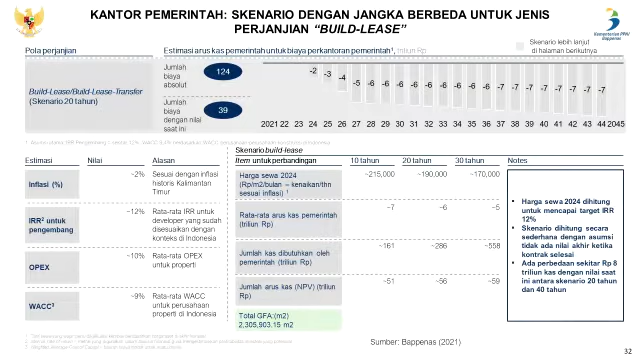 KANTOR PEMERINTAH: SKENARIO DENGAN JANGKA BERBEDA UNTUK JENIS
PERJANJIAN "BUILD-LEASE"
Kementerian PPN/
Bappenas
Skenario lebih lanjut
di halaman berikutnya
Pola perjanjian
Estimasi arus kas pemerintah untuk biaya perkantoran pemerintah¹, triliun Rp
Build-Lease/Build-Lease-Transfer
(Skenario 20 tahun)
Jumlah
biaya
absolut
124
Jumlah
biaya
dengan nilai
saat ini
39
-2 -3 -4 -5 -6 -6 -6 -6 -6 -6 -6 -6 -6 -6 -6 -7 -7 -7 -7 -7 -7
2021 22 23 24 25 26 27 28 29 30 31 32 33 34 35 36 37 38 39 40 41 42 43 44 2045
Estimasi Nilai Alasan
Inflasi (%) ~2% Sesuai dengan inflasi
historis Kalimantan
Timur
IRR² untuk
pengembang
~12% Rata-rata IRR untuk
developer yang sudah
disesuaikan dengan
konteks di Indonesia
OPEX ~10% Rata-rata OPEX
untuk properti
WACC³ ~9% Rata-rata WACC
untuk perusahaan
properti di Indonesia
Skenario build-lease
Item untuk perbandingan 10 tahun 20 tahun 30 tahun
Harga sewa 2024
(Rp/m2/bulan – kenaikan/thn
sesuai inflasi) ¹
~215,000 ~190,000 ~170,000
Rata-rata arus kas pemerintah
(triliun Rp)
~7 ~6 ~5
Jumlah kas dibutuhkan oleh
pemerintah (triliun Rp)
~161 ~286 ~558
Jumlah arus kas (NPV) (triliun
Rp)
~51 ~56 ~59
Total GFA:(m2)
2,305,903.15 m2
Notes
• Harga sewa 2024 dihitung
untuk mencapai target IRR
12%
• Skenario dihitung secara
sederhana dengan asumsi
tidak ada nilai akhir ketika
kontrak selesai
• Ada perbedaan sekitar Rp 8
triliun kas dengan nilai saat
ini antara skenario 20 tahun
dan 40 tahun
Sumber: Bappenas (2021)
32